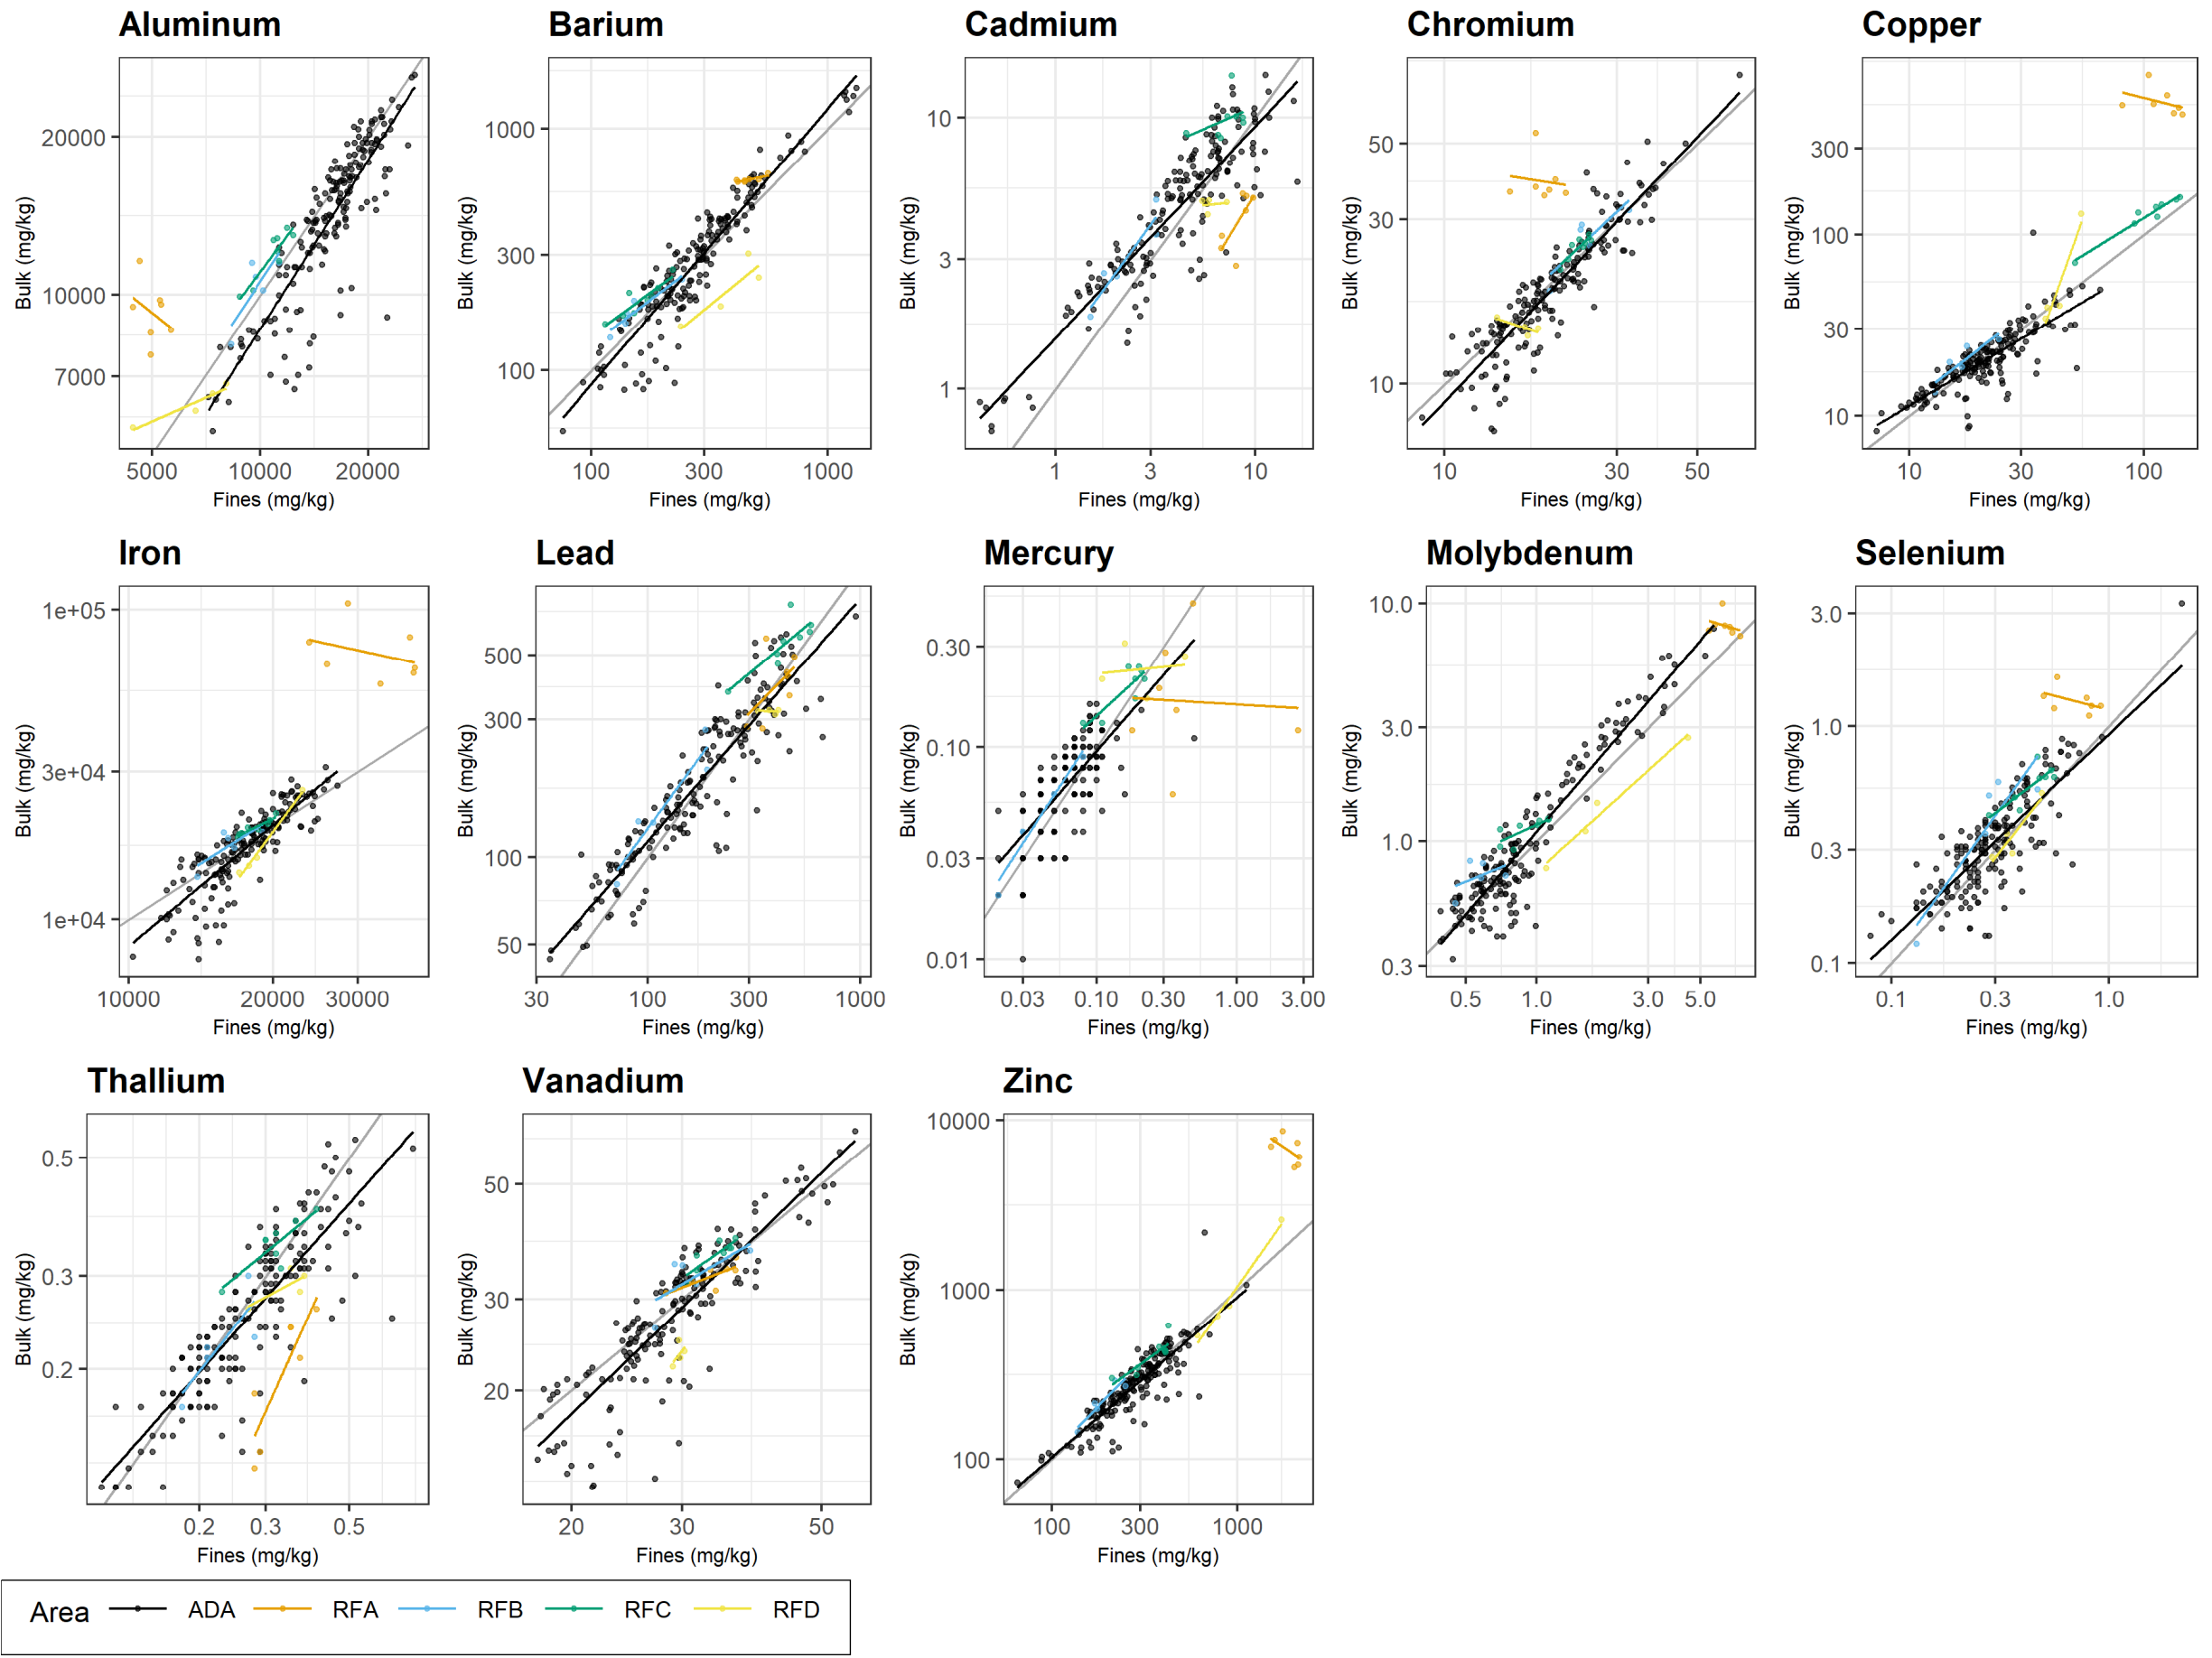 Aluminum Barium Cadmium Chromium Copper
Bulk (mg/kg)
20000
10000
7000
5000 10000 20000
Fines (mg/kg)
Bulk (mg/kg)
1000
300
100
100 300 1000
Fines (mg/kg)
Bulk (mg/kg)
10
3
1
1 3 10
Fines (mg/kg)
Bulk (mg/kg)
50
30
10
10 30 50
Fines (mg/kg)
Bulk (mg/kg)
300
100
30
10
10 30 100
Fines (mg/kg)
Iron Lead Mercury Molybdenum Selenium
Bulk (mg/kg)
1e+05
3e+04
1e+04
10000 20000 30000
Fines (mg/kg)
Bulk (mg/kg)
500
300
100
50
30 100 300 1000
Fines (mg/kg)
Bulk (mg/kg)
0.30
0.10
0.03
0.01
0.03 0.10 0.30 1.00 3.00
Fines (mg/kg)
Bulk (mg/kg)
10.0
3.0
1.0
0.3
0.5 1.0 3.0 5.0
Fines (mg/kg)
Bulk (mg/kg)
3.0
1.0
0.3
0.1
0.1 0.3 1.0
Fines (mg/kg)
Thallium Vanadium Zinc
Bulk (mg/kg)
0.5
0.3
0.2
0.2 0.3 0.5
Fines (mg/kg)
Bulk (mg/kg)
50
30
20
20 30 50
Fines (mg/kg)
Bulk (mg/kg)
10000
1000
100
100 300 1000
Fines (mg/kg)
Area ADA RFA RFB RFC RFD